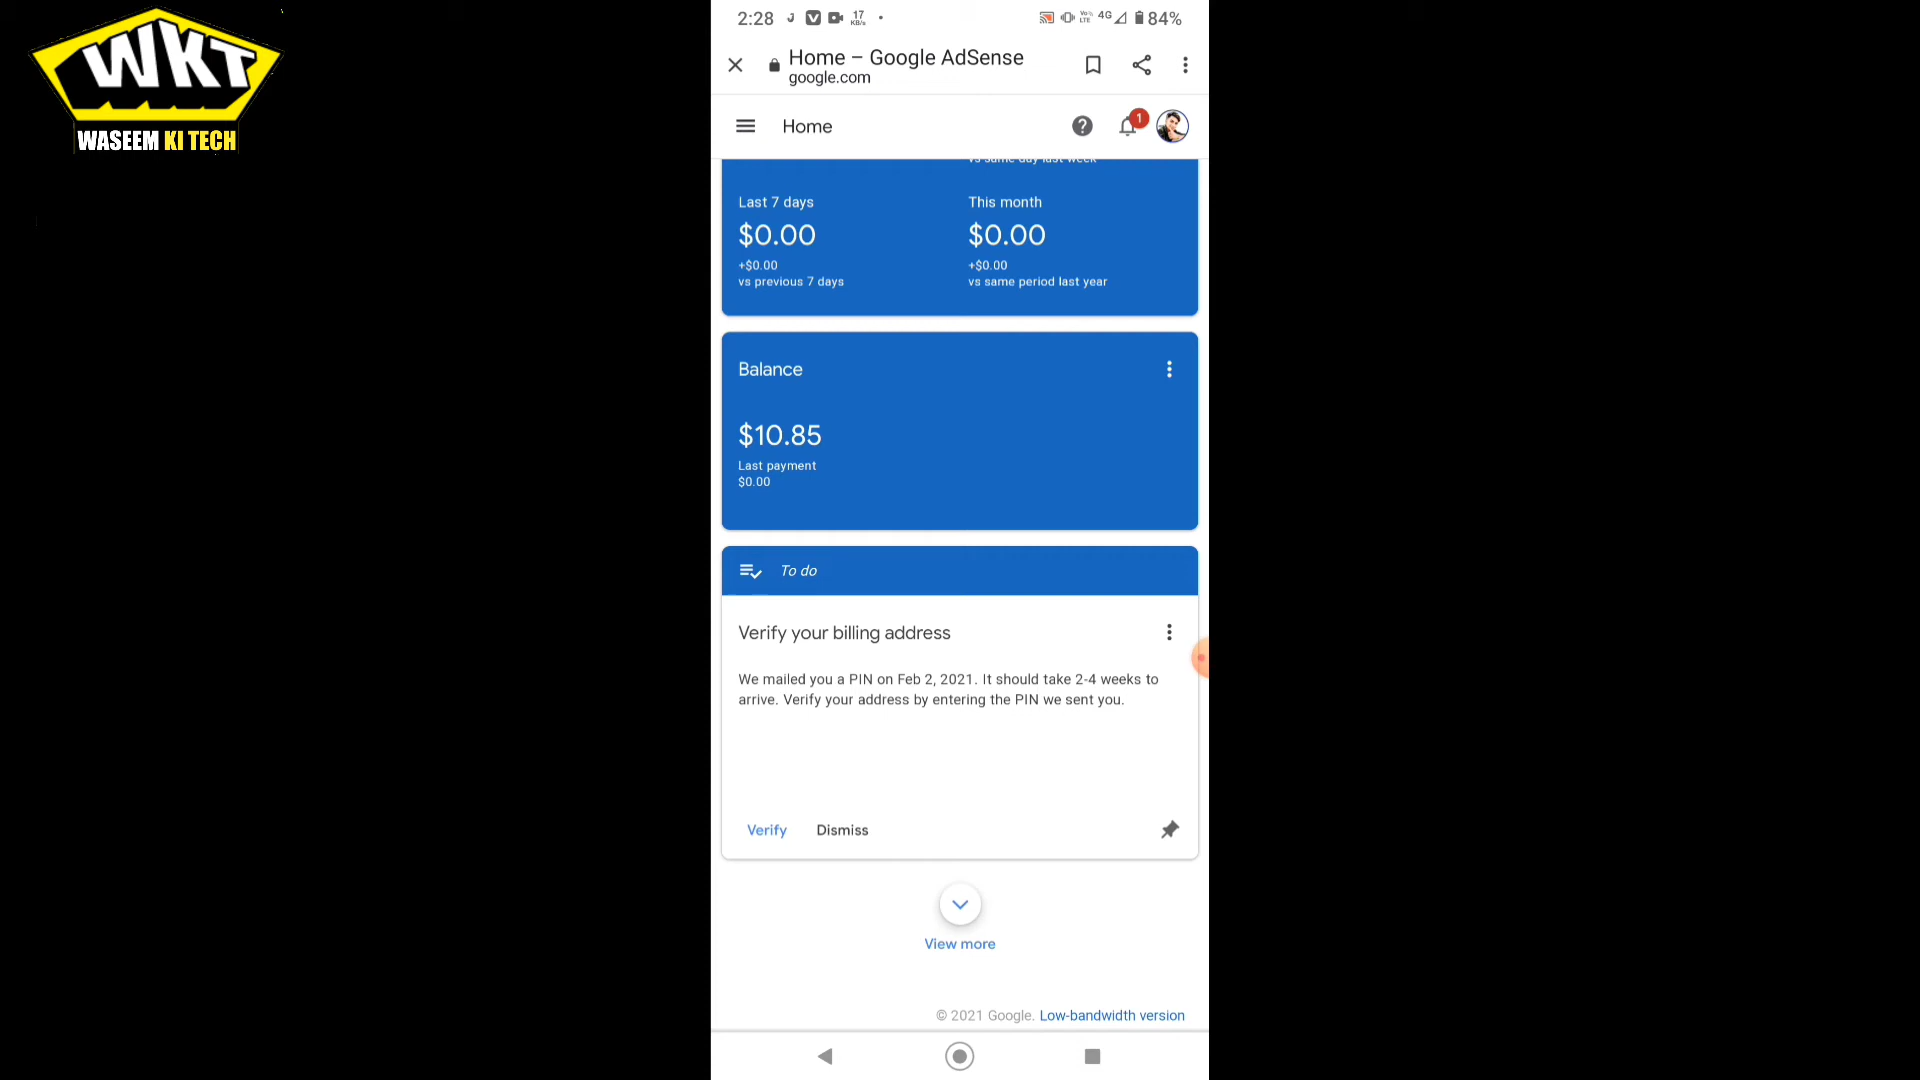 WKT
WASEEM KI TECH
2:28
17
KB/s
4G
84%
Home – Google AdSense
google.com
Home
1
vs same day last week
Last 7 days
This month
$0.00
$0.00
+$0.00
+$0.00
vs previous 7 days
vs same period last year
Balance
$10.85
Last payment
$0.00
To do
Verify your billing address
We mailed you a PIN on Feb 2, 2021. It should take 2-4 weeks to
arrive. Verify your address by entering the PIN we sent you.
Verify
Dismiss
View more
© 2021 Google. Low-bandwidth version